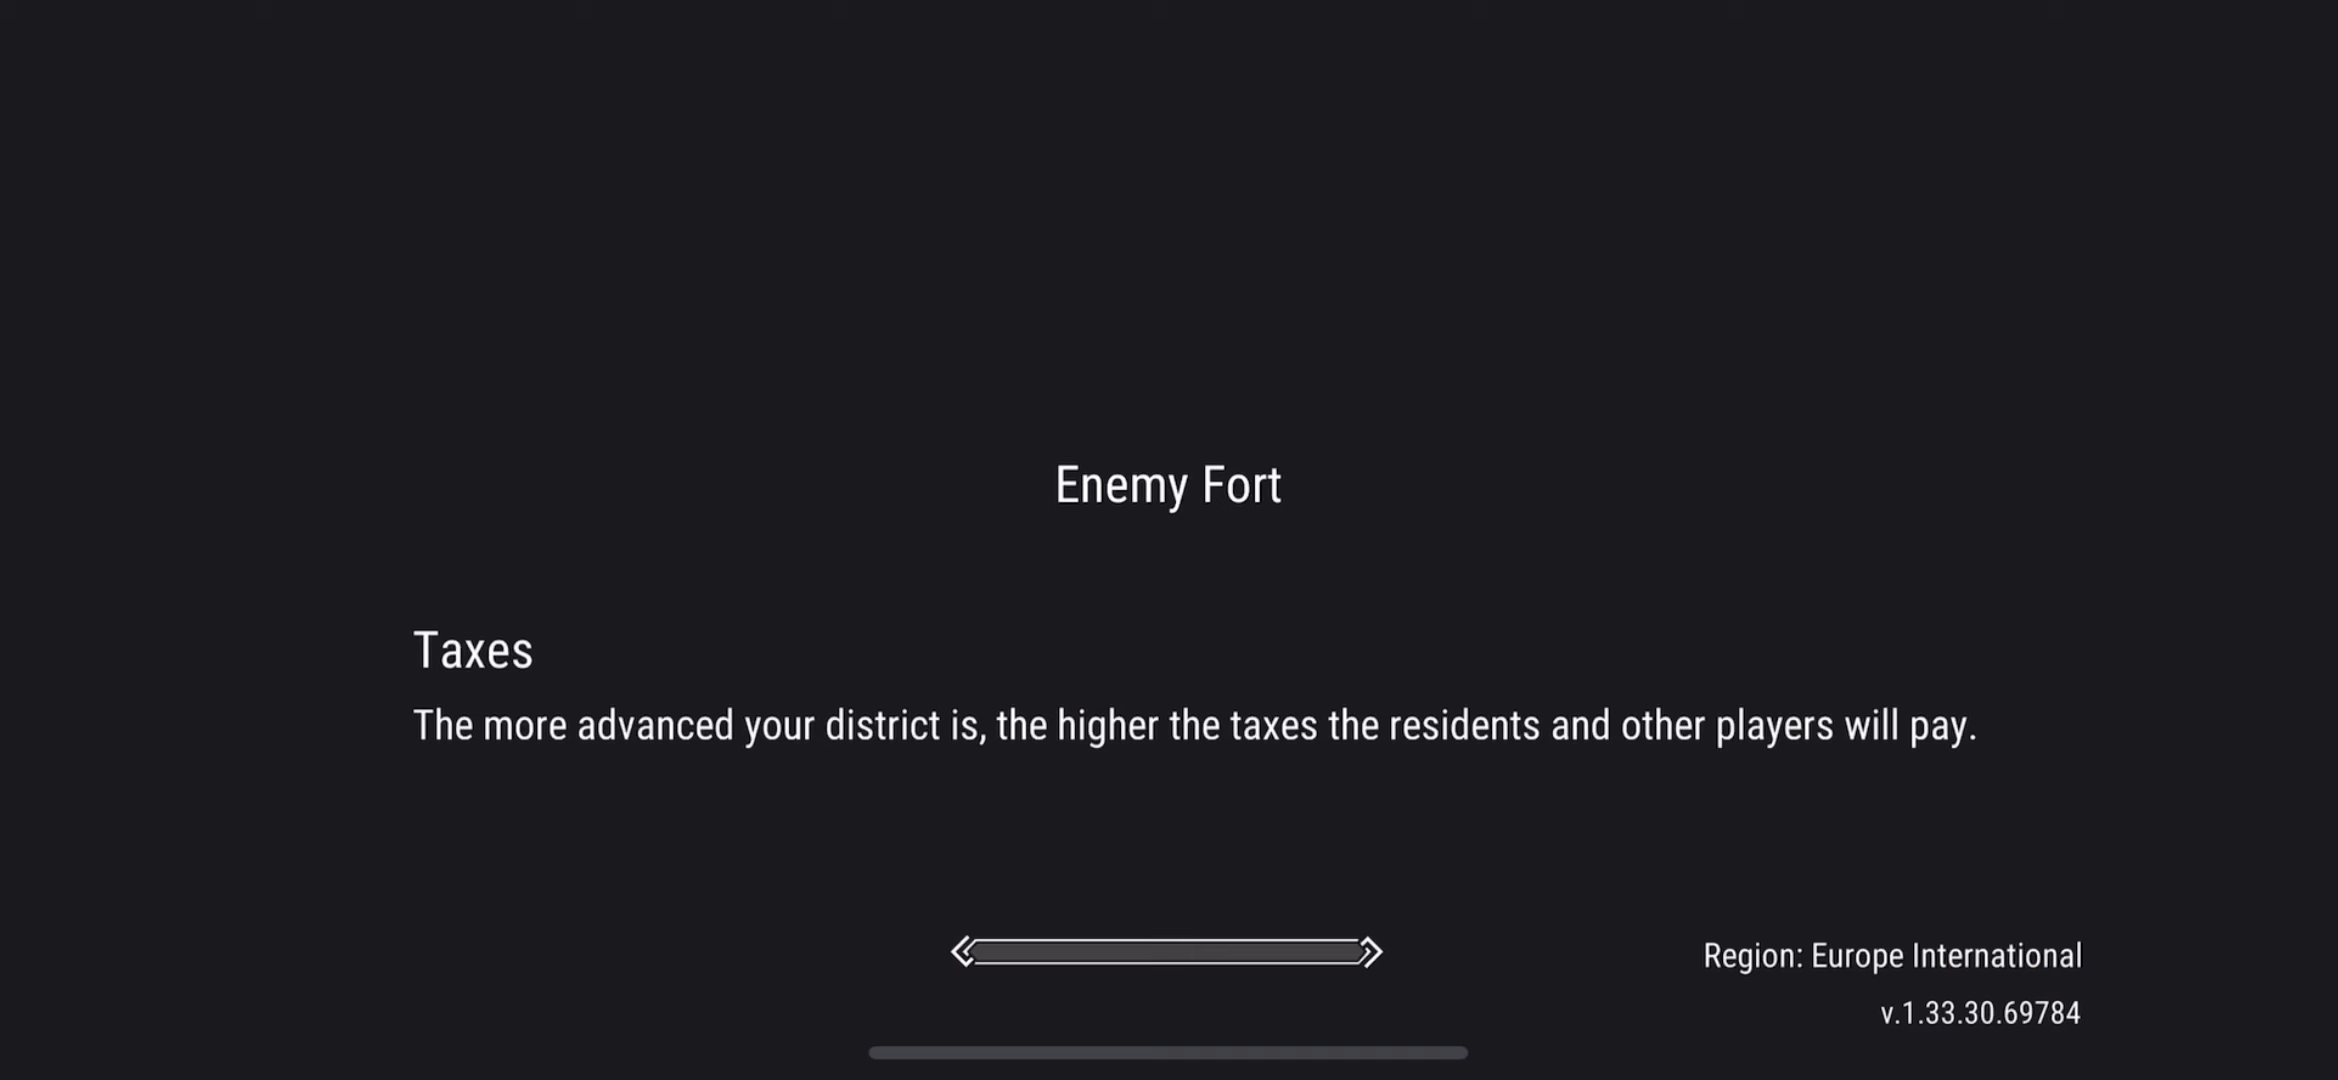 Enemy Fort
Taxes
The more advanced your district is, the higher the taxes the residents and other players will pay.
Region: Europe International
v.1.33.30.69784